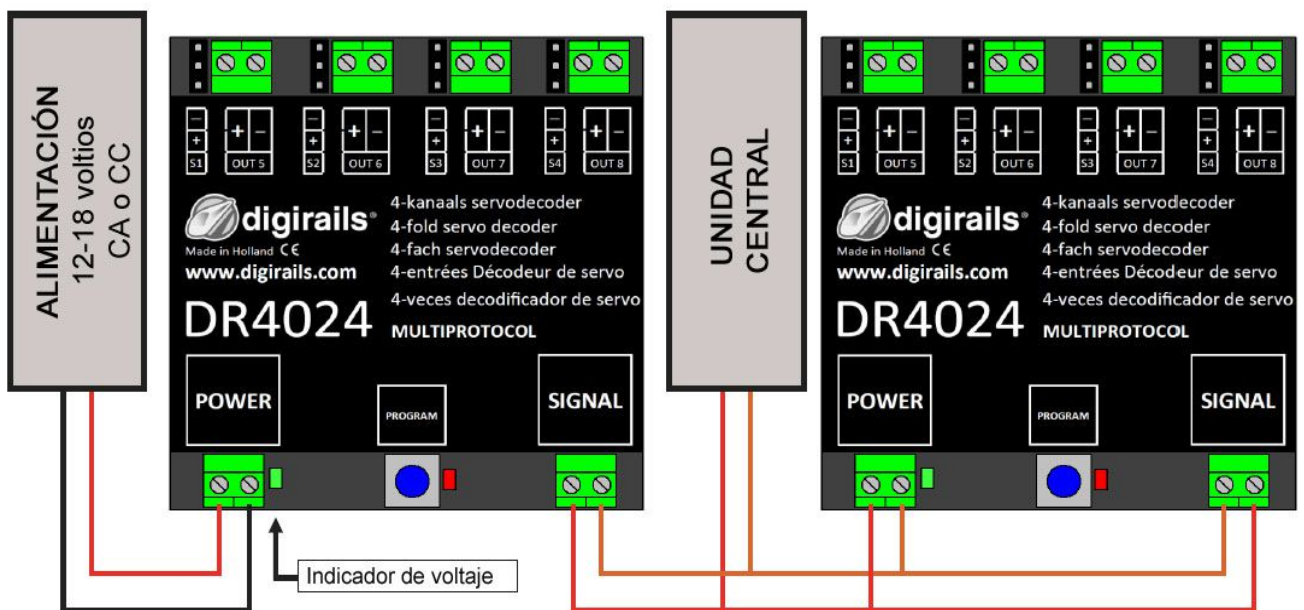 ALIMENTACIÓN
12-18 voltios
CA o CC
− + S1
+ − OUT 5
− + S2
+ − OUT 6
− + S3
+ − OUT 7
− + S4
+ − OUT 8
digirails®
Made in Holland CE
www.digirails.com
DR4024
4-kanaals servodecoder
4-fold servo decoder
4-fach servodecoder
4-entrées Décodeur de servo
4-veces decodificador de servo
MULTIPROTOCOL
POWER
PROGRAM
SIGNAL
Indicador de voltaje
UNIDAD
CENTRAL
− + S1
+ − OUT 5
− + S2
+ − OUT 6
− + S3
+ − OUT 7
− + S4
+ − OUT 8
digirails®
Made in Holland CE
www.digirails.com
DR4024
4-kanaals servodecoder
4-fold servo decoder
4-fach servodecoder
4-entrées Décodeur de servo
4-veces decodificador de servo
MULTIPROTOCOL
POWER
PROGRAM
SIGNAL